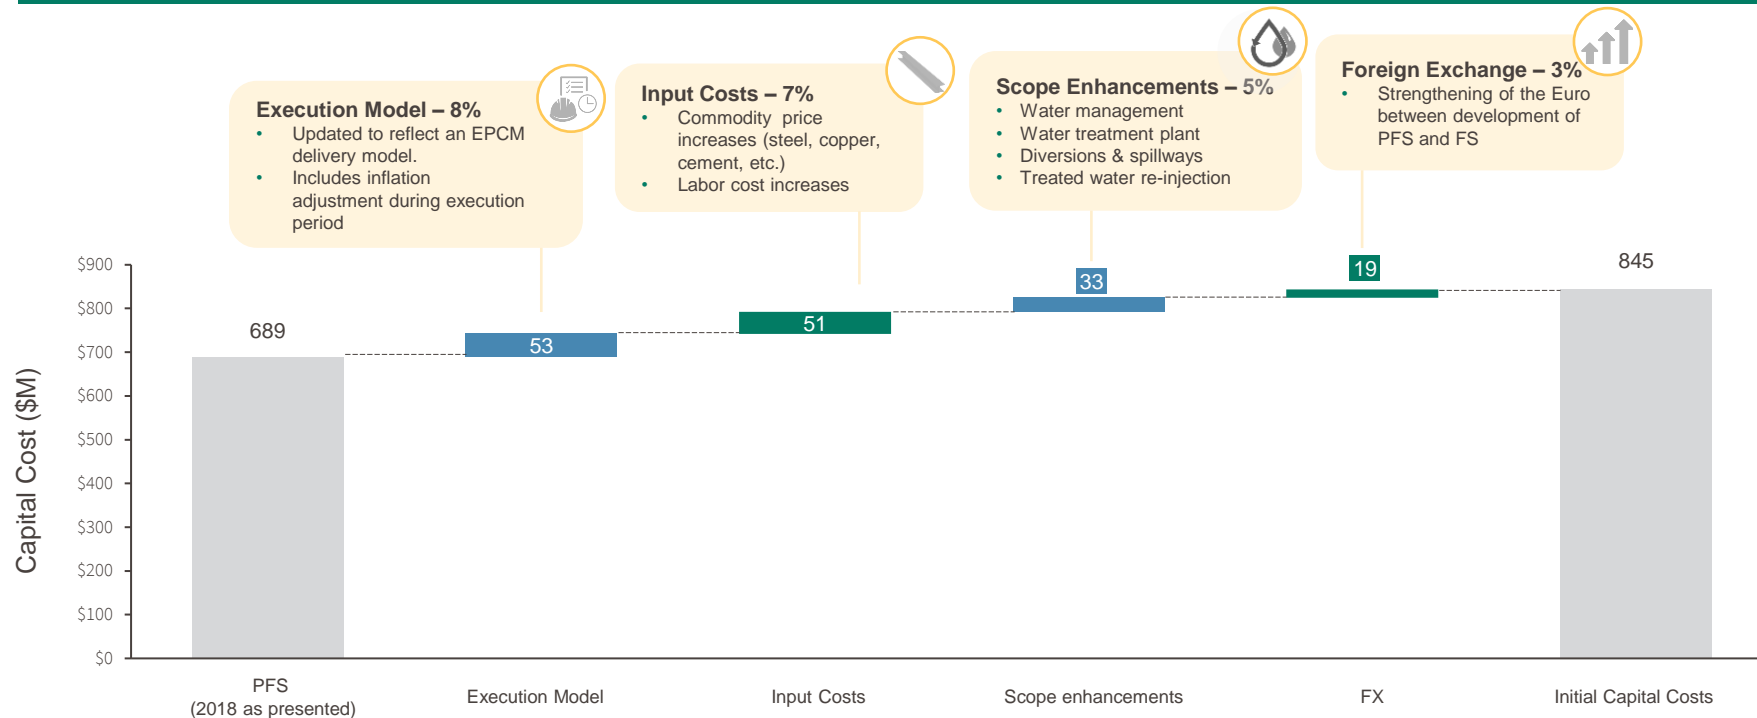 Execution Model – 8%
• Updated to reflect an EPCM
delivery model.
• Includes inflation
adjustment during execution
period
Input Costs – 7%
• Commodity price
increases (steel, copper,
cement, etc.)
• Labor cost increases
Scope Enhancements – 5%
• Water management
• Water treatment plant
• Diversions & spillways
• Treated water re-injection
Foreign Exchange – 3%
• Strengthening of the Euro
between development of
PFS and FS
Capital Cost ($M)
$900
$800
$700
$600
$500
$400
$300
$200
$100
$0
689
53
51
33
19
845
PFS
(2018 as presented)
Execution Model
Input Costs
Scope enhancements
FX
Initial Capital Costs